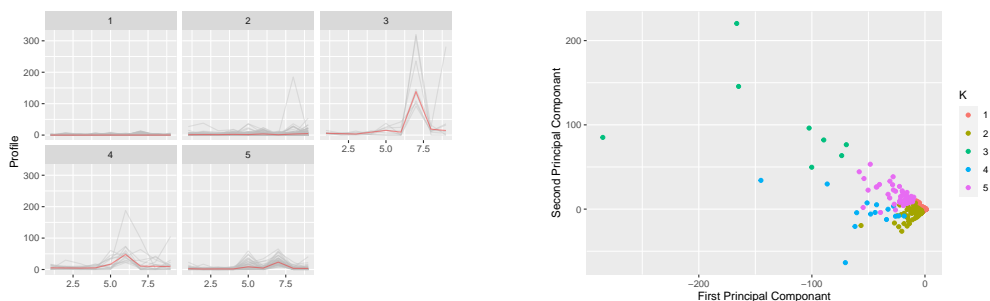 1 2 3
300
200
100
0
2.5 5.0 7.5
4 5
300
200
100
0
2.5 5.0 7.5 2.5 5.0 7.5
Profile
200
100
0
−200 −100 0
First Principal Componant
Second Principal Componant
K
1
2
3
4
5